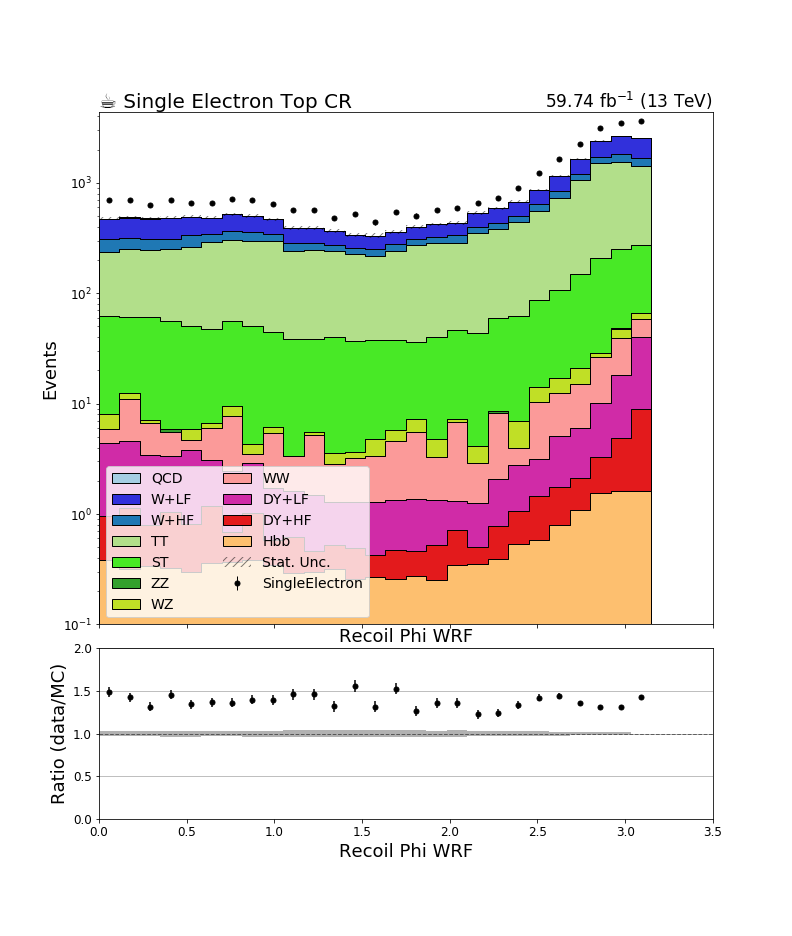 ☕ Single Electron Top CR 59.74 fb⁻¹ (13 TeV)
Events
10³
10²
10¹
10⁰
10⁻¹
QCD WW
W+LF DY+LF
W+HF DY+HF
TT Hbb
ST Stat. Unc.
ZZ SingleElectron
WZ
Recoil Phi WRF
Ratio (data/MC)
2.0
1.5
1.0
0.5
0.0
0.0 0.5 1.0 1.5 2.0 2.5 3.0 3.5
Recoil Phi WRF